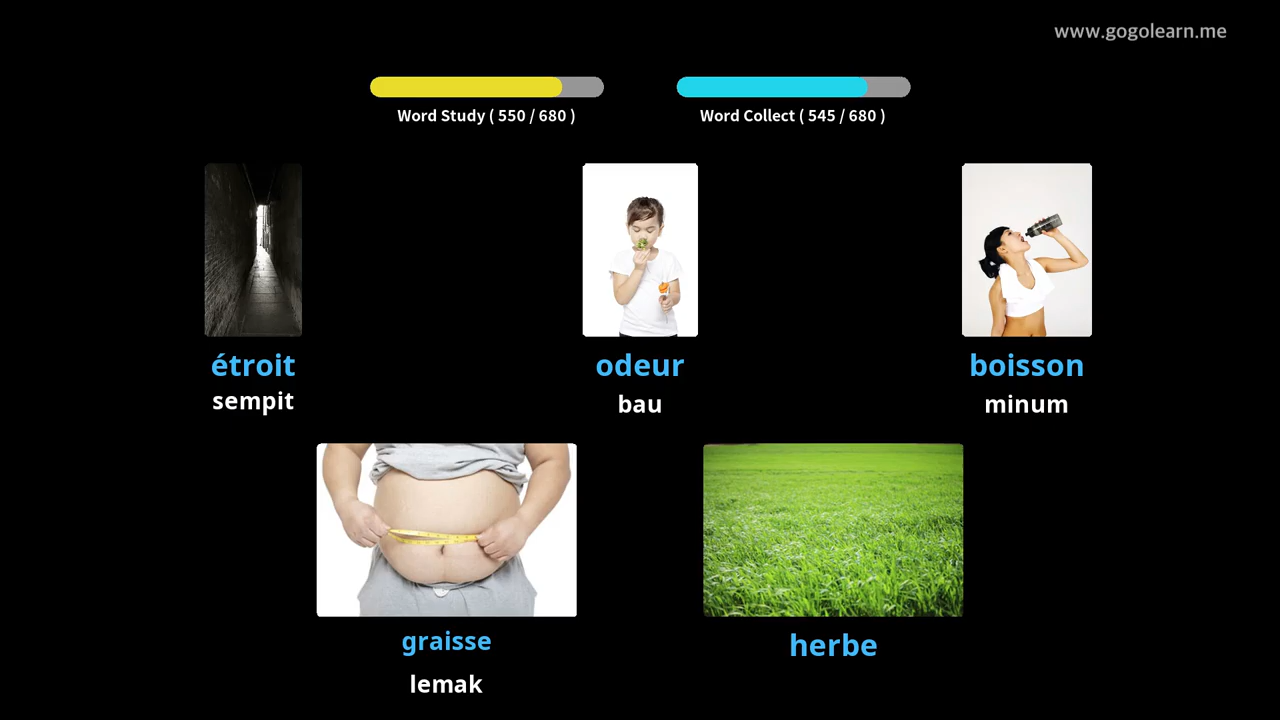 www.gogolearn.me
Word Study ( 550 / 680 )
Word Collect ( 545 / 680 )
étroit
sempit
odeur
bau
boisson
minum
graisse
lemak
herbe